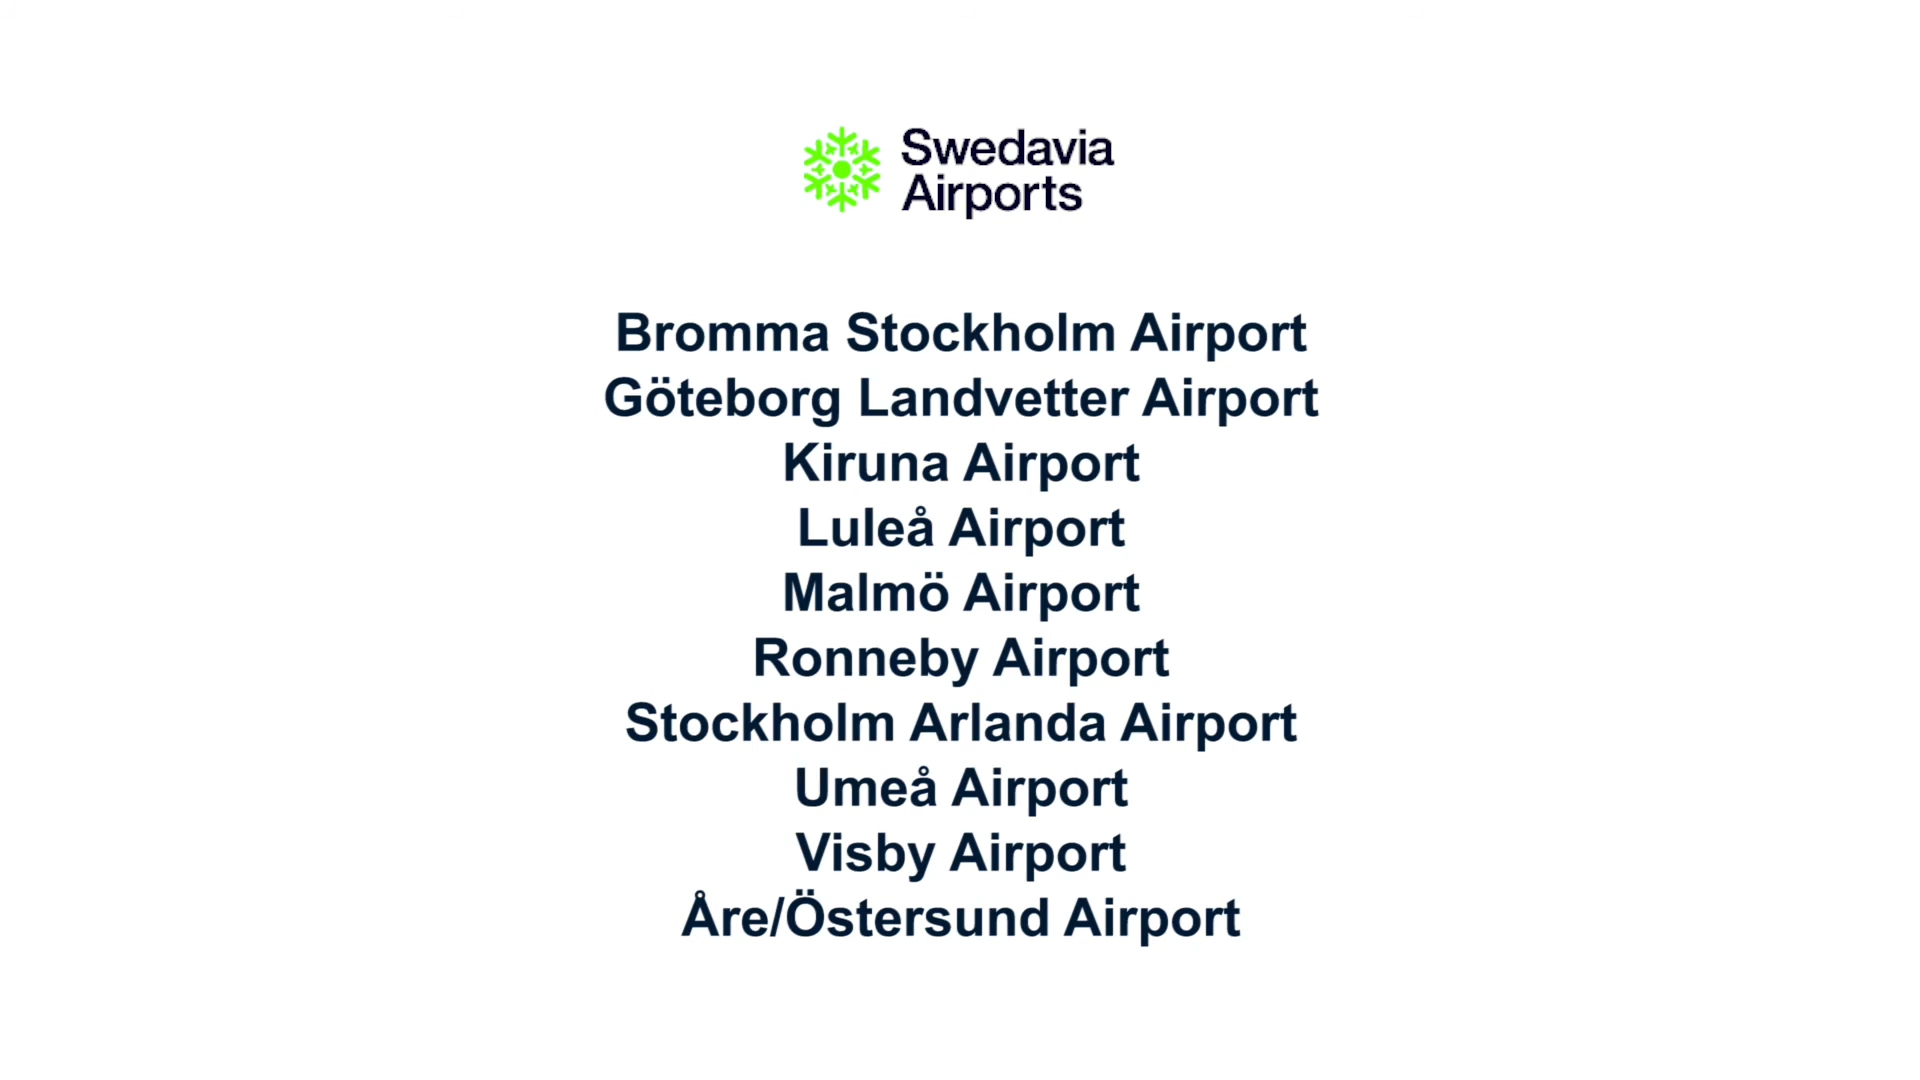 Swedavia
Airports
Bromma Stockholm Airport
Göteborg Landvetter Airport
Kiruna Airport
Luleå Airport
Malmö Airport
Ronneby Airport
Stockholm Arlanda Airport
Umeå Airport
Visby Airport
Åre/Östersund Airport